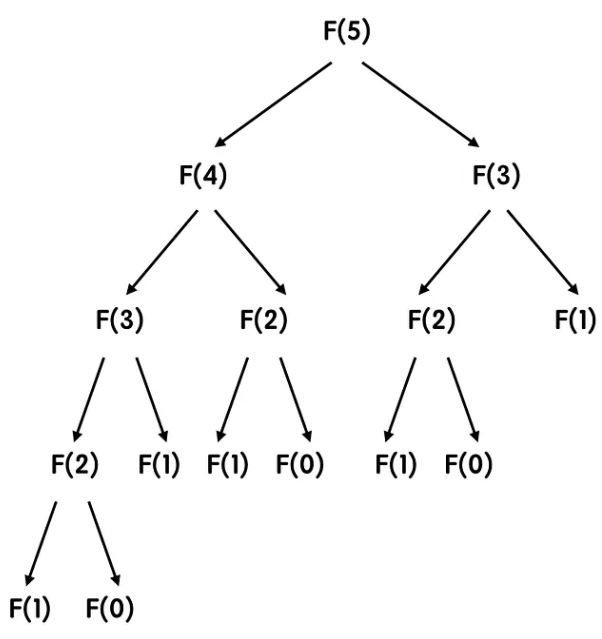 F(5)
F(4) F(3)
F(3) F(2) F(2) F(1)
F(2) F(1) F(1) F(0) F(1) F(0)
F(1) F(0)